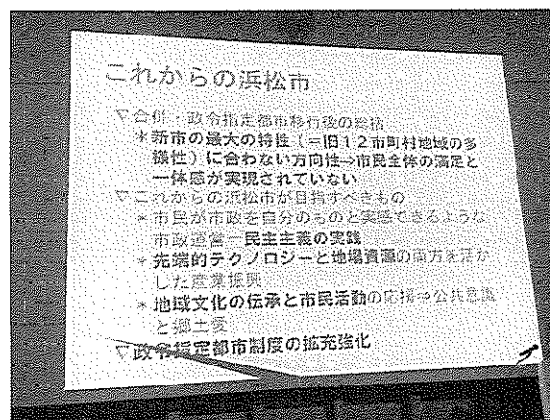 これからの浜松市
▽合併・政令指定都市移行後の総括
＊新市の最大の特性（＝旧１２市町村地域の多
様性）に合わない方向性⇒市民全体の満足と
一体感が実現されていない
▽これからの浜松市が目指すべきもの
＊市民が市政を自分のものと実感できるような
市政運営＝民主主義の実践
＊先端的テクノロジーと地場資源の両方を活か
した産業振興
＊地域文化の伝承と市民活動の応援⇒公共意識
と郷土愛
▽政令指定都市制度の拡充強化